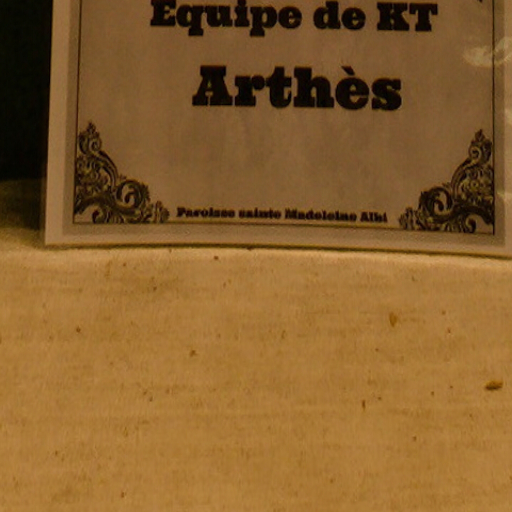 Equipe de KT
Arthès
Paroisse sainte Madeleine Albi